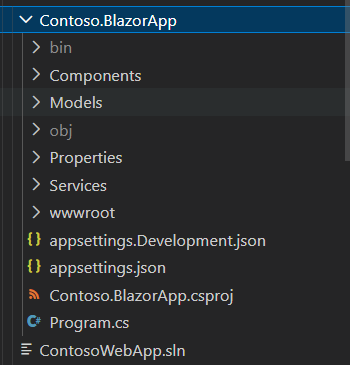 Contoso.BlazorApp
bin
Components
Models
obj
Properties
Services
wwwroot
appsettings.Development.json
appsettings.json
Contoso.BlazorApp.csproj
Program.cs
ContosoWebApp.sln